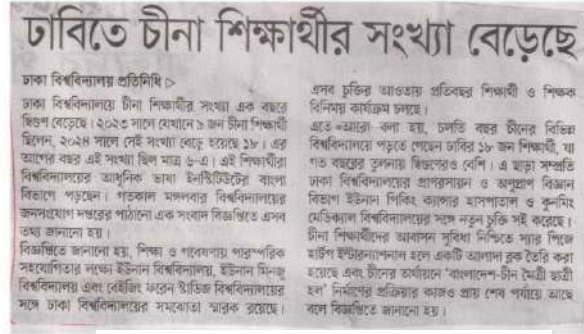 ঢাবিতে চীনা শিক্ষার্থীর সংখ্যা বেড়েছে
ঢাকা বিশ্ববিদ্যালয় প্রতিনিধি ▷
ঢাকা বিশ্ববিদ্যালয়ে চীনা শিক্ষার্থীর সংখ্যা এক বছরে
দ্বিগুণ বেড়েছে। ২০২৩ সালে যেখানে ৯ জন চীনা শিক্ষার্থী
ছিলেন, ২০২৪ সালে সেই সংখ্যা বেড়ে হয়েছে ১৮। এর
আগের বছর এই সংখ্যা ছিল মাত্র ৬-এ। এই শিক্ষার্থীরা
বিশ্ববিদ্যালয়ের আধুনিক ভাষা ইনস্টিটিউটের বাংলা
বিভাগে পড়ছেন। গতকাল মঙ্গলবার বিশ্ববিদ্যালয়ের
জনসংযোগ দপ্তরের পাঠানো এক সংবাদ বিজ্ঞপ্তিতে এসব
তথ্য জানানো হয়।
বিজ্ঞপ্তিতে জানানো হয়, শিক্ষা ও গবেষণায় পারস্পরিক
সহযোগিতার লক্ষ্যে ইউনান বিশ্ববিদ্যালয়, ইউনান মিনজু
বিশ্ববিদ্যালয় এবং বেইজিং ফরেন স্টাডিজ বিশ্ববিদ্যালয়ের
সঙ্গে ঢাকা বিশ্ববিদ্যালয়ের সমঝোতা স্মারক রয়েছে।
এসব চুক্তির আওতায় প্রতিবছর শিক্ষার্থী ও শিক্ষক
বিনিময় কার্যক্রম চলছে।
এতে আরো বলা হয়, চলতি বছর চীনের বিভিন্ন
বিশ্ববিদ্যালয়ে পড়তে গেছেন ঢাবির ১৮ জন শিক্ষার্থী, যা
গত বছরের তুলনায় দ্বিগুণেরও বেশি। এ ছাড়া সম্প্রতি
ঢাকা বিশ্ববিদ্যালয়ের প্রাণরসায়ন ও অণুপ্রাণ বিজ্ঞান
বিভাগ ইউনান পিকিং ক্যান্সার হাসপাতাল ও কুনমিং
মেডিক্যাল বিশ্ববিদ্যালয়ের সঙ্গে নতুন চুক্তি সই করেছে।
চীনা শিক্ষার্থীদের আবাসন সুবিধা নিশ্চিতে স্যার পিজে
হার্টগ ইন্টারন্যাশনাল হলে একটি আলাদা ব্লক তৈরি করা
হয়েছে এবং চীনের অর্থায়নে 'বাংলাদেশ-চীন মৈত্রী ছাত্রী
হল' নির্মাণের প্রক্রিয়ার কাজও প্রায় শেষ পর্যায়ে আছে
বলে বিজ্ঞপ্তিতে জানানো হয়।